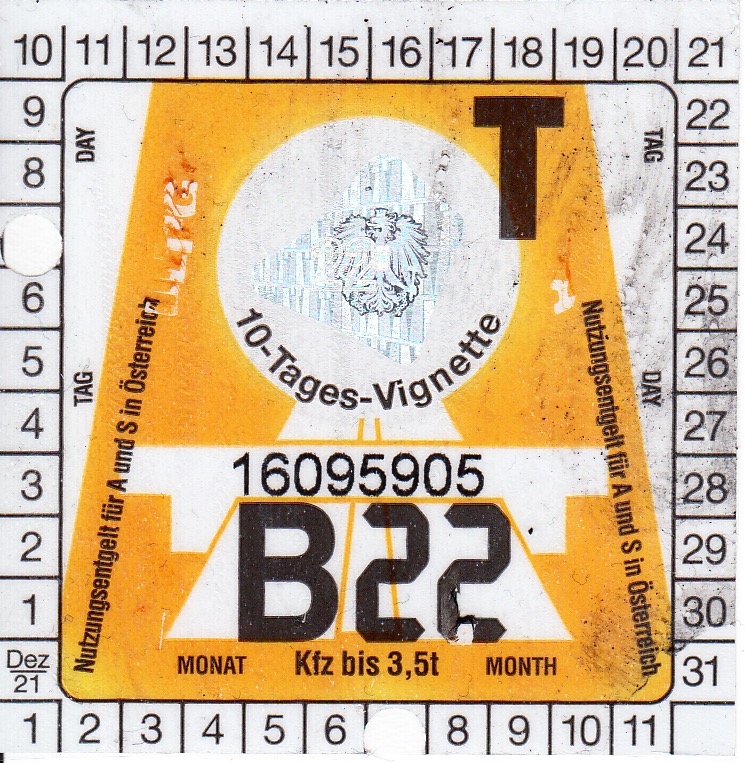 10 11 12 13 14 15 16 17 18 19 20 21
9 22
DAY T TAG
8 23
24
6 25
5 26
TAG DAY
4 27
3 28
2 29
1 30
Dez
21 31
1 2 3 4 5 6 8 9 10 11
10-Tages-Vignette
Nutzungsentgelt für A und S in Österreich
Nutzungsentgelt für A und S in Österreich
16095905
B22
MONAT Kfz bis 3,5t MONTH